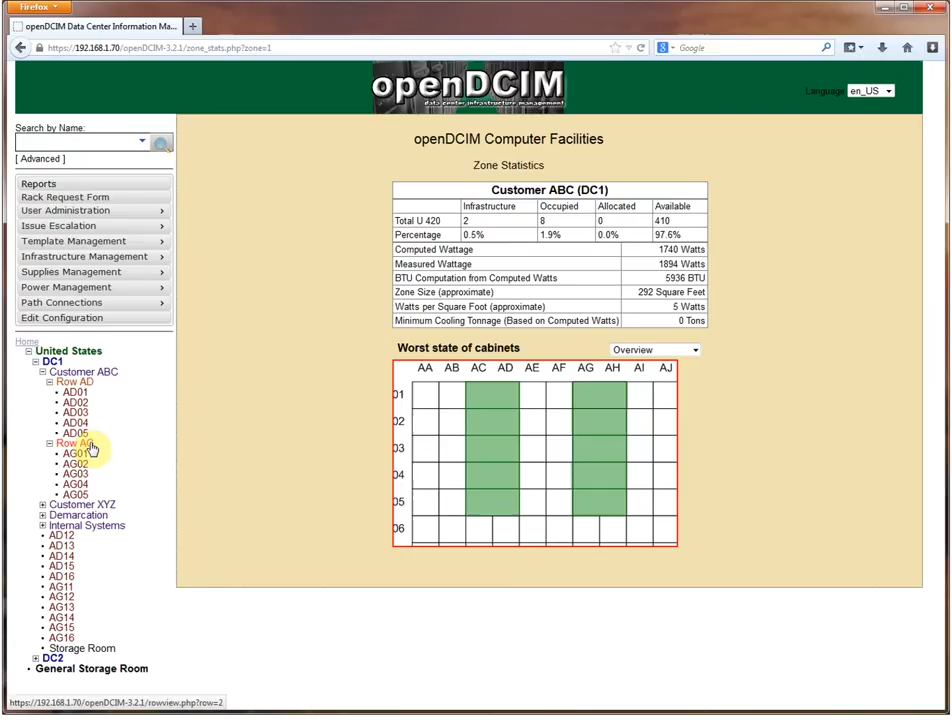 Firefox
openDCIM Data Center Information Ma...
https://192.168.1.70/openDCIM-3.2.1/zone_stats.php?zone=1
Google
openDCIM
data center infrastructure management
Language en_US
Search by Name:
[ Advanced ]
Reports
Rack Request Form
User Administration
Issue Escalation
Template Management
Infrastructure Management
Supplies Management
Power Management
Path Connections
Edit Configuration
Home
United States
DC1
Customer ABC
Row AD
AD01
AD02
AD03
AD04
AD05
Row AG
AG01
AG02
AG03
AG04
AG05
Customer XYZ
Demarcation
Internal Systems
AD12
AD13
AD14
AD15
AD16
AG11
AG12
AG13
AG14
AG15
AG16
Storage Room
DC2
General Storage Room
openDCIM Computer Facilities
Zone Statistics
Customer ABC (DC1)
Infrastructure Occupied Allocated Available
Total U 420 2 8 0 410
Percentage 0.5% 1.9% 0.0% 97.6%
Computed Wattage 1740 Watts
Measured Wattage 1894 Watts
BTU Computation from Computed Watts 5936 BTU
Zone Size (approximate) 292 Square Feet
Watts per Square Foot (approximate) 5 Watts
Minimum Cooling Tonnage (Based on Computed Watts) 0 Tons
Worst state of cabinets Overview
AA AB AC AD AE AF AG AH AI AJ
01
02
03
04
05
06
https://192.168.1.70/openDCIM-3.2.1/rowview.php?row=2